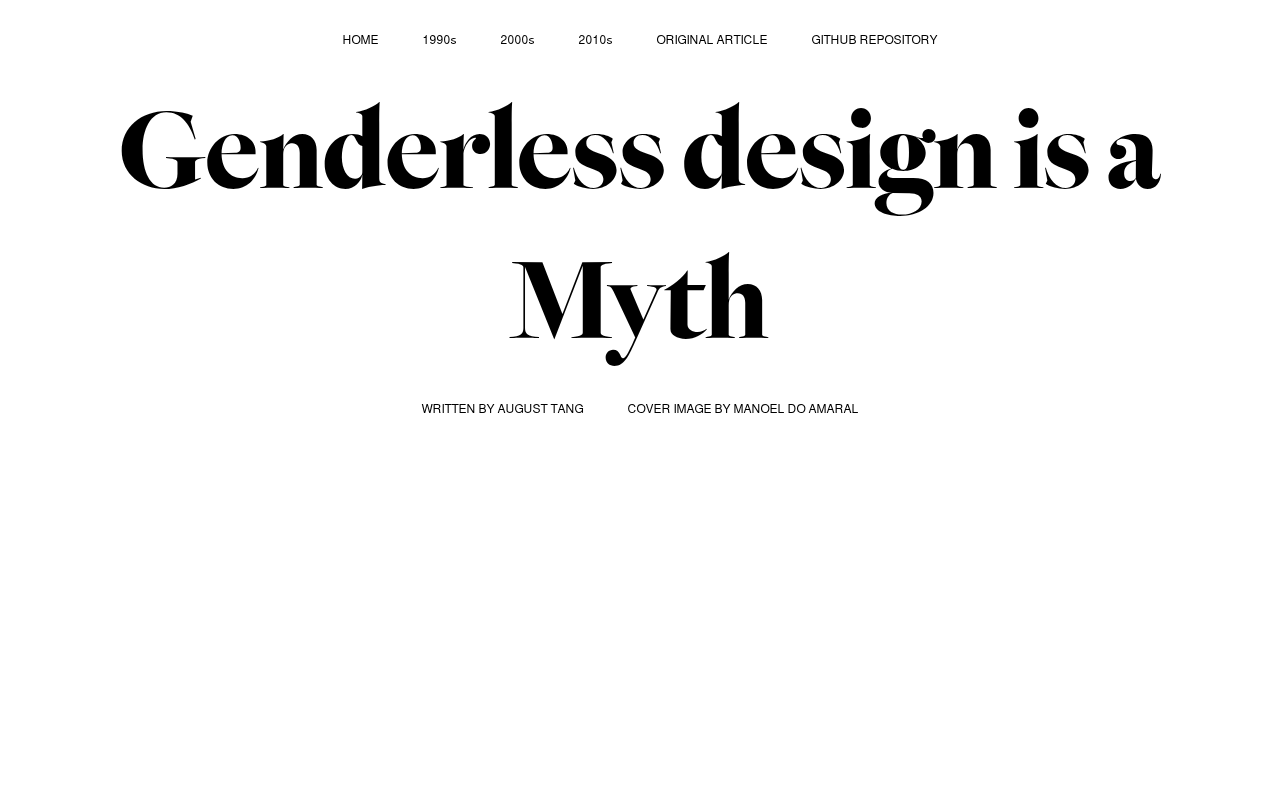 HOME 1990s 2000s 2010s ORIGINAL ARTICLE GITHUB REPOSITORY
Genderless design is a
Myth
WRITTEN BY AUGUST TANG COVER IMAGE BY MANOEL DO AMARAL